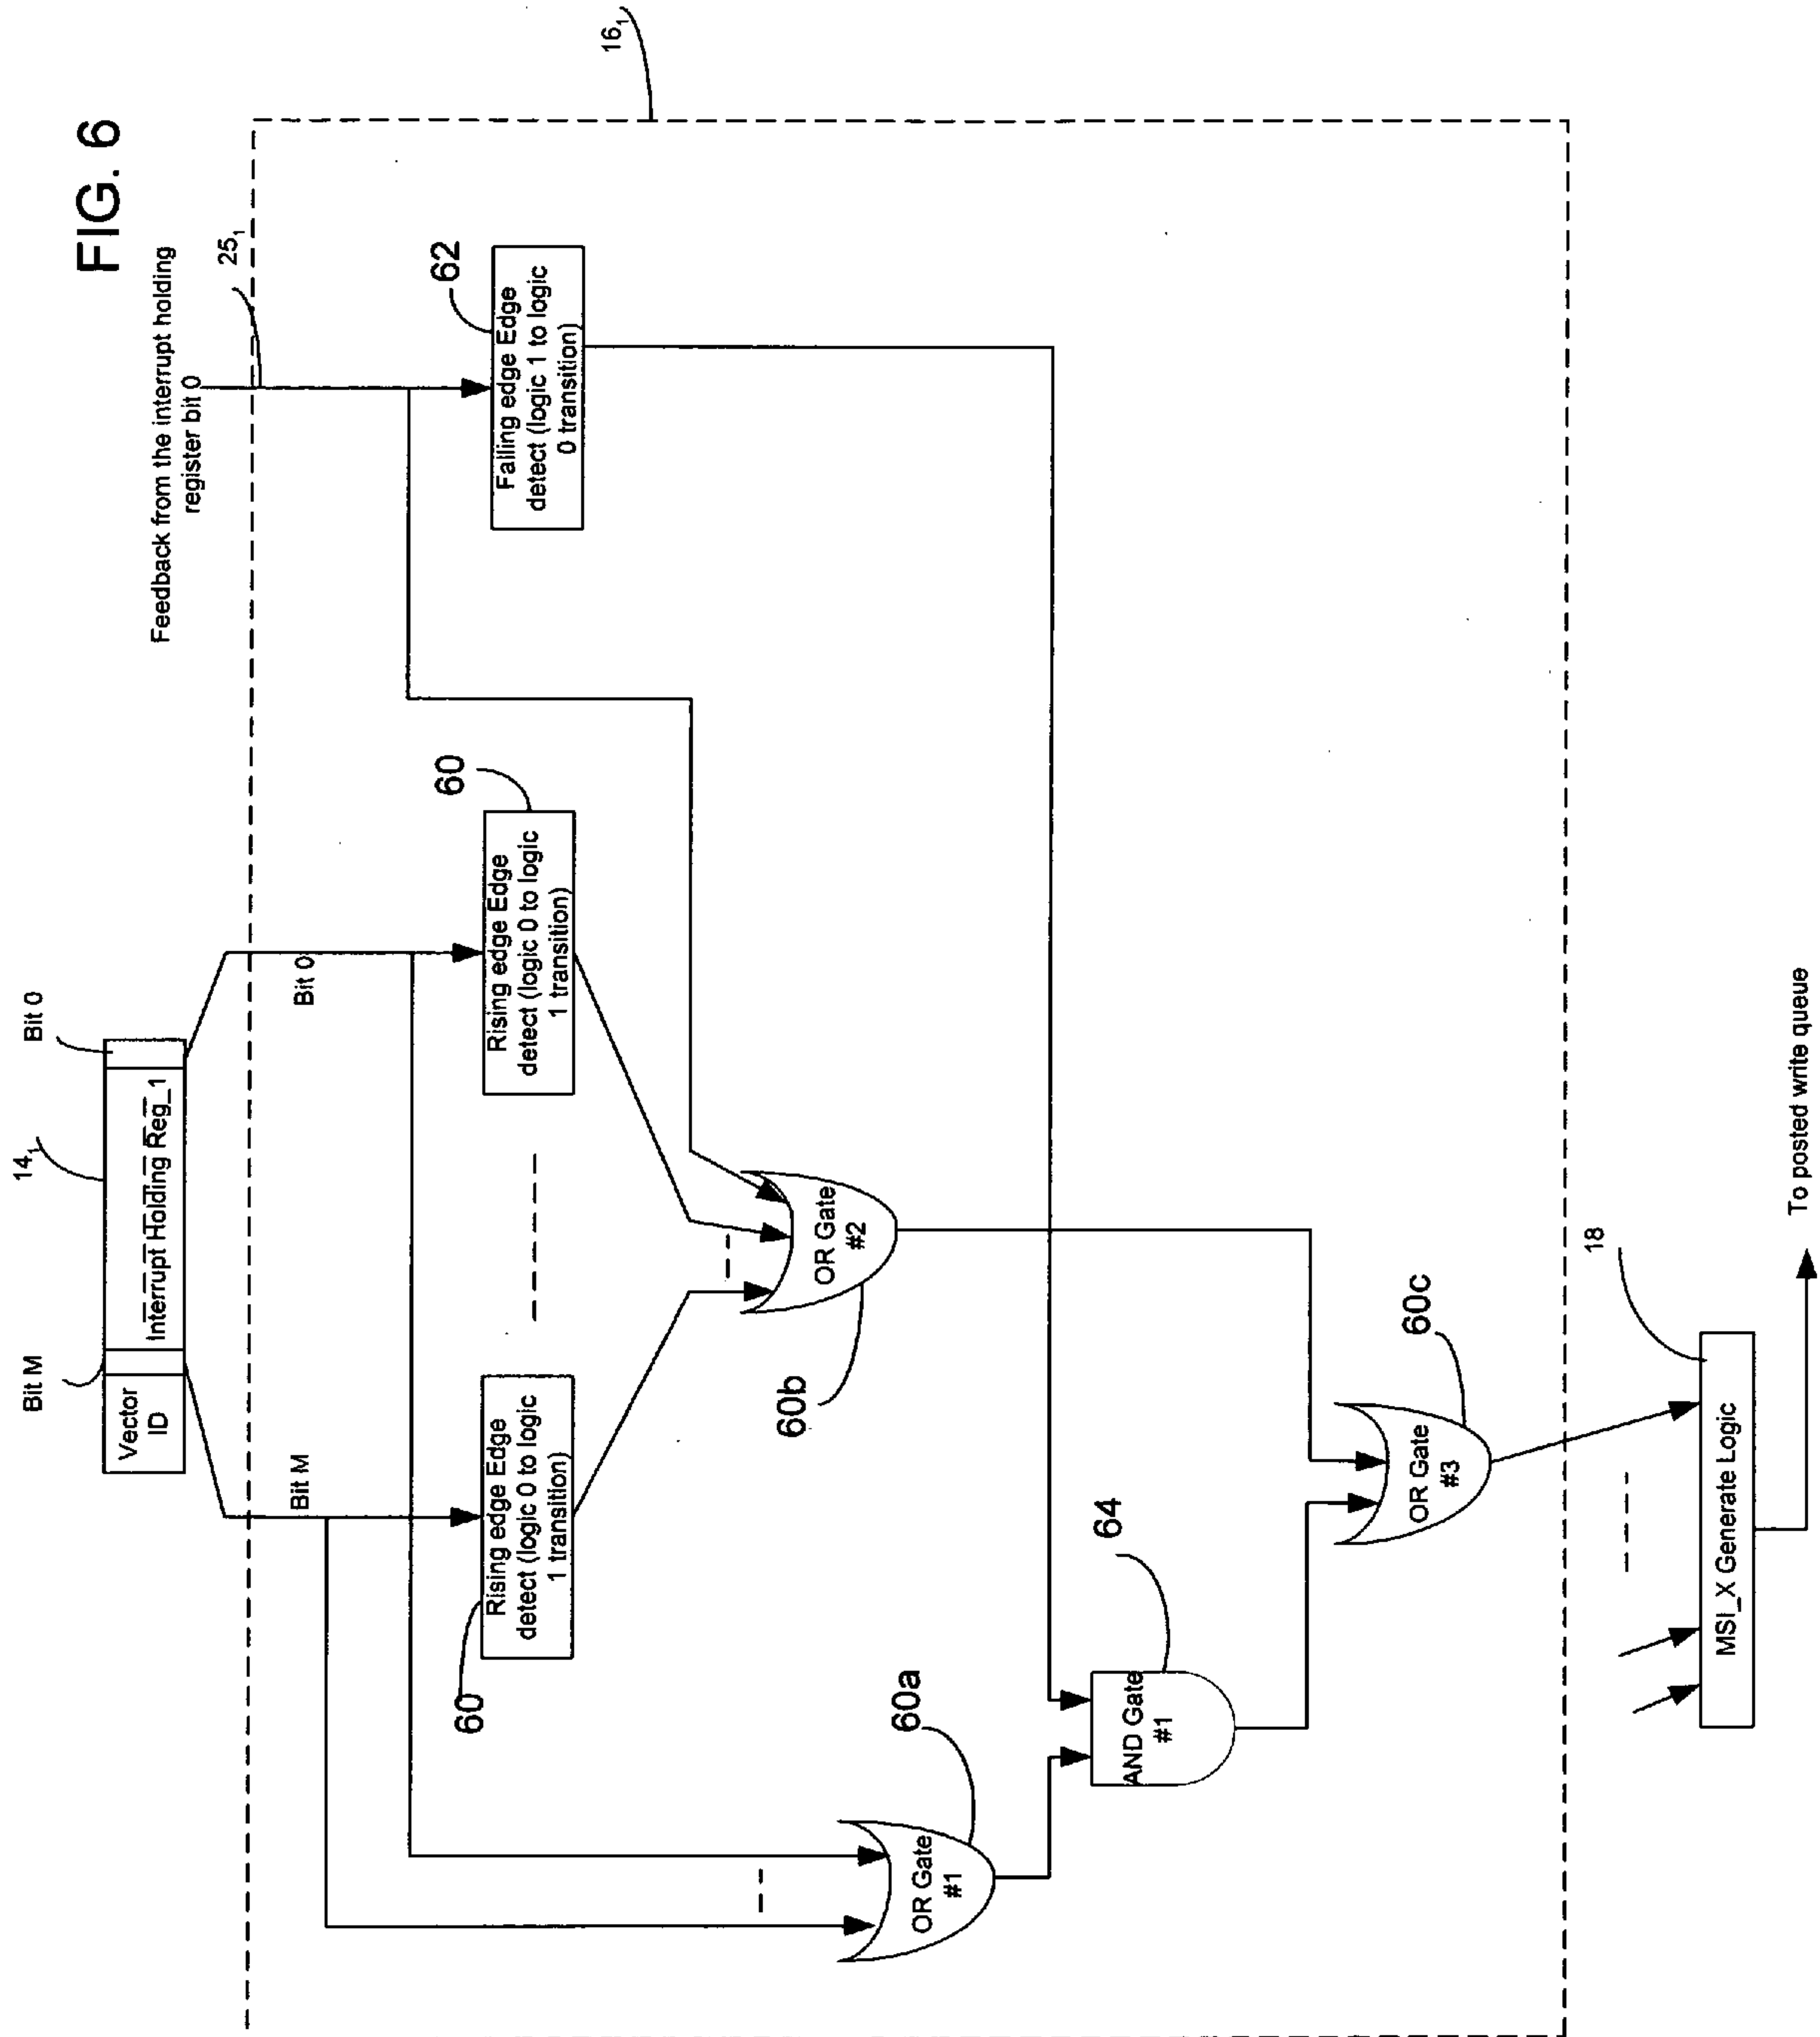 FIG. 6
Feedback from the interrupt holding
register bit 0
25₁
16₁
14₁
Bit M
Bit 0
Vector
ID
Interrupt Holding Reg_1
Bit M
Bit 0
60
Rising edge Edge
detect (logic 0 to logic
1 transition)
60
Rising edge Edge
detect (logic 0 to logic
1 transition)
62
Falling edge Edge
detect (logic 1 to logic
0 transition)
OR Gate
#1
60a
OR Gate
#2
60b
AND Gate
#1
64
OR Gate
#3
60c
MSI_X Generate Logic
18
To posted write queue